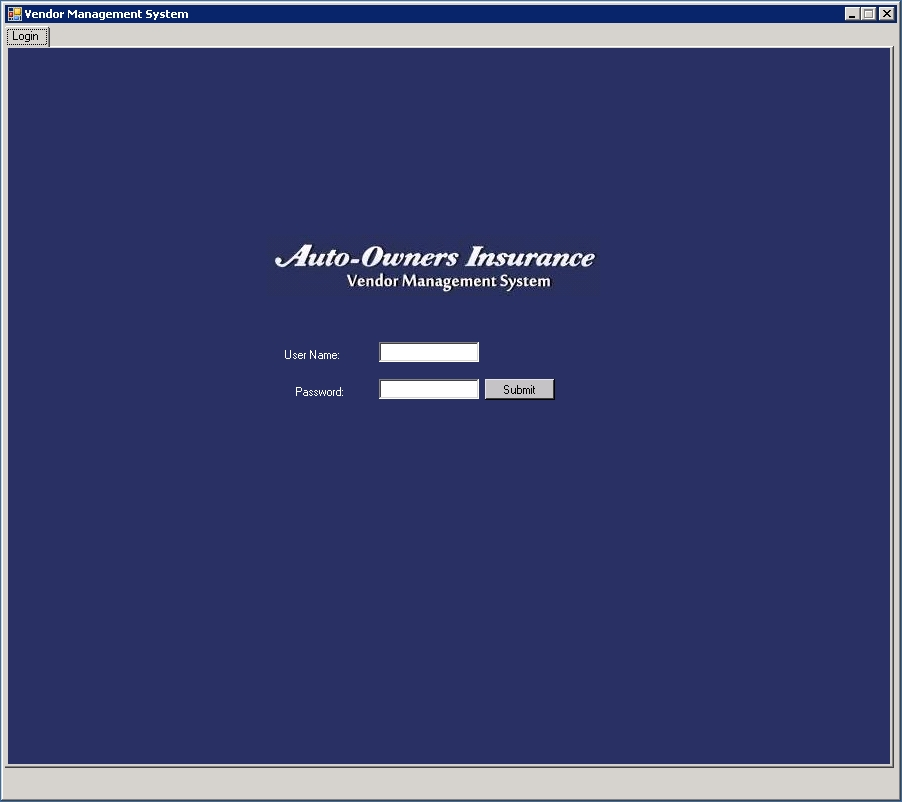 Vendor Management System
Login
Auto-Owners Insurance
Vendor Management System
User Name:
Password:
Submit